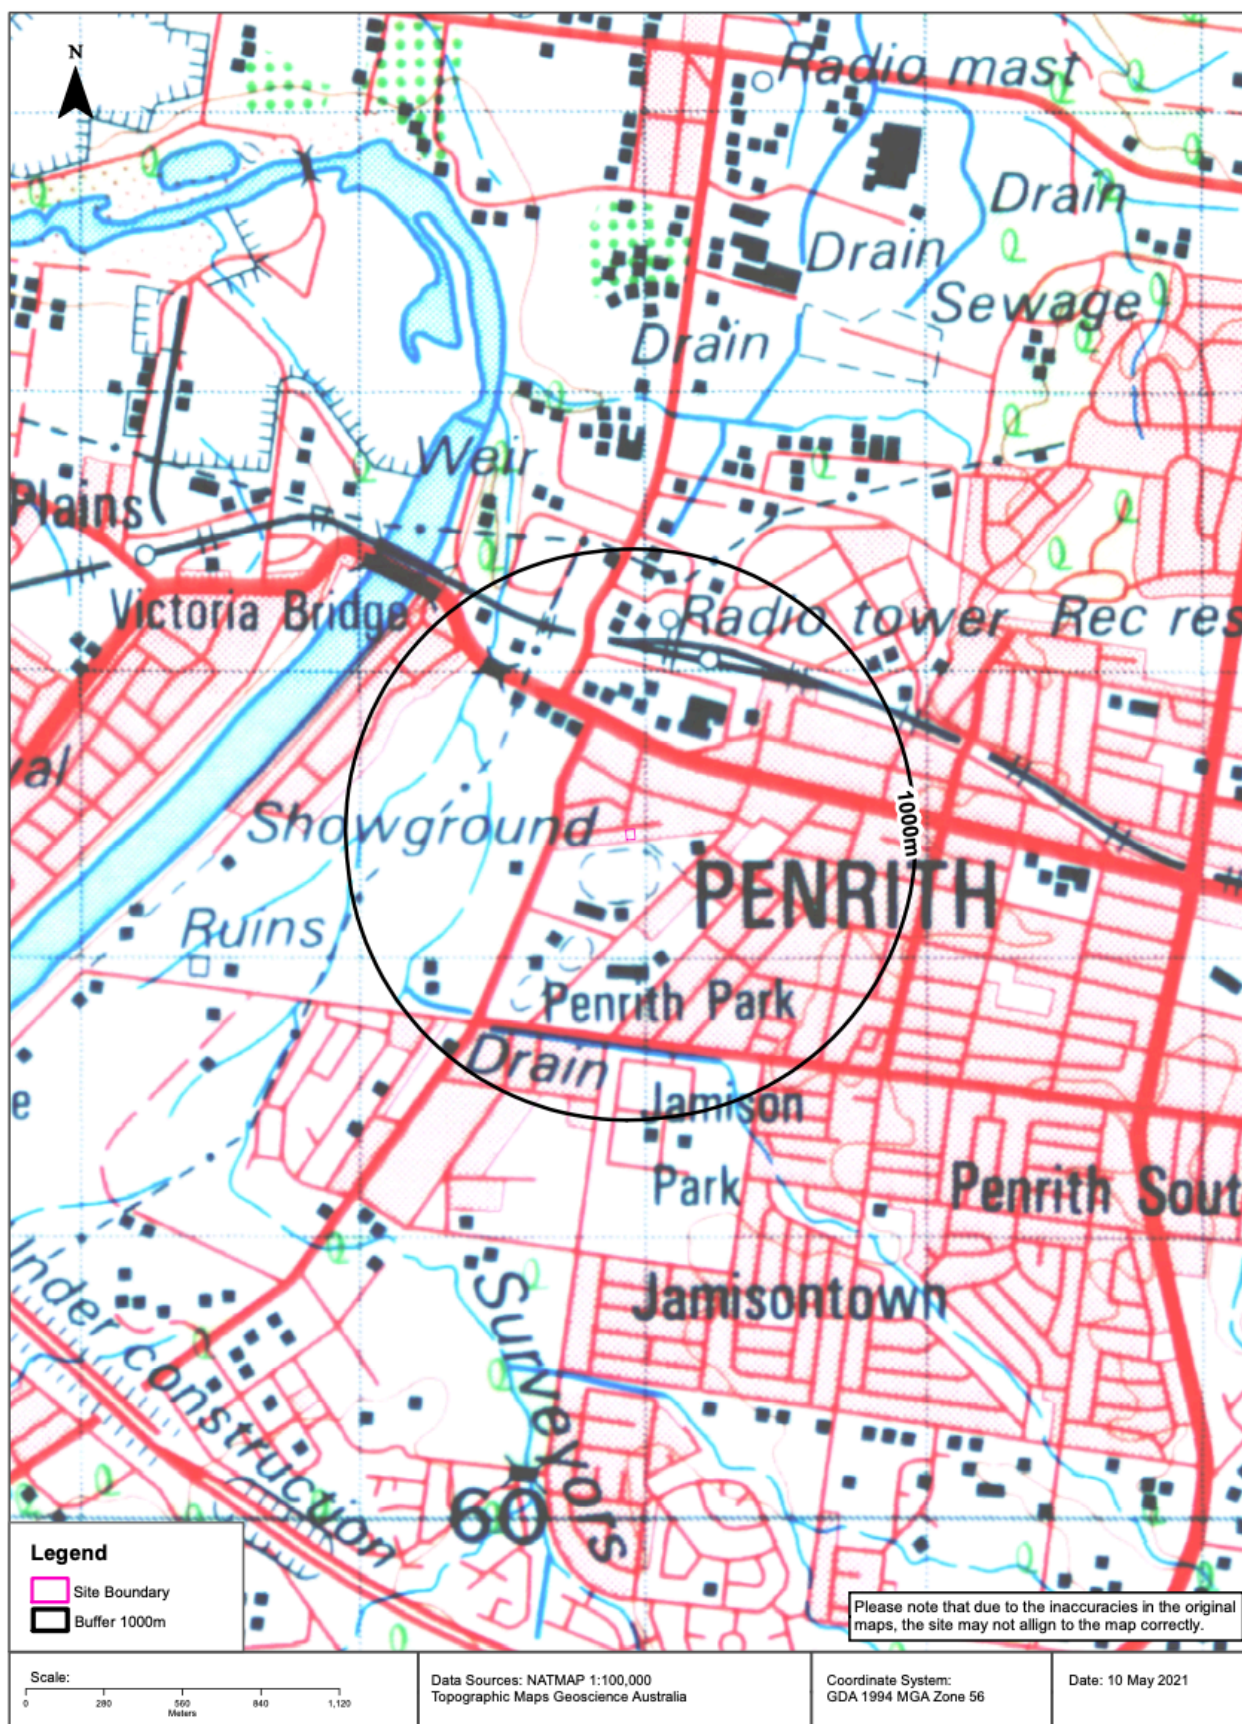 N
Radio mast
Drain
Drain
Sewage
Drain
Weir
Plains
Victoria Bridge
Radio tower
Rec res
val
Showground
1000m
PENRITH
Ruins
Penrith Park
Drain
e
Jamison
Park
Penrith Sout
Jamisontown
nder construction
Surveyors
60
Legend
Site Boundary
Buffer 1000m
Please note that due to the inaccuracies in the original
maps, the site may not allign to the map correctly.
Scale:
0 280 560 840 1,120
Meters
Data Sources: NATMAP 1:100,000
Topographic Maps Geoscience Australia
Coordinate System:
GDA 1994 MGA Zone 56
Date: 10 May 2021